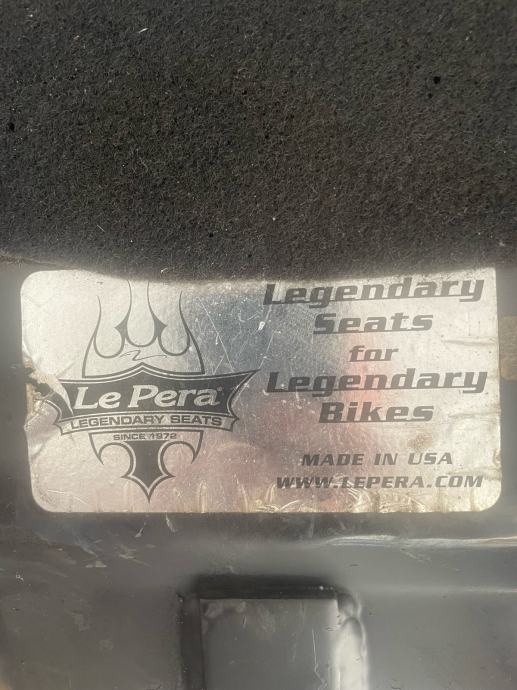 Le Pera
LEGENDARY SEATS
SINCE 1972
Legendary
Seats
for
Legendary
Bikes
MADE IN USA
WWW.LEPERA.COM